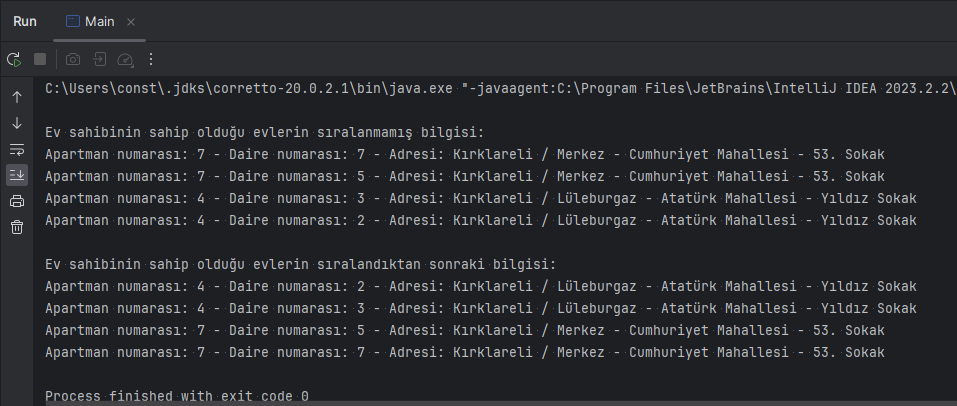 Run Main
C:\Users\const\.jdks\corretto-20.0.2.1\bin\java.exe "-javaagent:C:\Program Files\JetBrains\IntelliJ IDEA 2023.2.2\
Ev sahibinin sahip olduğu evlerin sıralanmamış bilgisi:
Apartman numarası: 7 - Daire numarası: 7 - Adresi: Kırklareli / Merkez - Cumhuriyet Mahallesi - 53. Sokak
Apartman numarası: 7 - Daire numarası: 5 - Adresi: Kırklareli / Merkez - Cumhuriyet Mahallesi - 53. Sokak
Apartman numarası: 4 - Daire numarası: 3 - Adresi: Kırklareli / Lüleburgaz - Atatürk Mahallesi - Yıldız Sokak
Apartman numarası: 4 - Daire numarası: 2 - Adresi: Kırklareli / Lüleburgaz - Atatürk Mahallesi - Yıldız Sokak
Ev sahibinin sahip olduğu evlerin sıralandıktan sonraki bilgisi:
Apartman numarası: 4 - Daire numarası: 2 - Adresi: Kırklareli / Lüleburgaz - Atatürk Mahallesi - Yıldız Sokak
Apartman numarası: 4 - Daire numarası: 3 - Adresi: Kırklareli / Lüleburgaz - Atatürk Mahallesi - Yıldız Sokak
Apartman numarası: 7 - Daire numarası: 5 - Adresi: Kırklareli / Merkez - Cumhuriyet Mahallesi - 53. Sokak
Apartman numarası: 7 - Daire numarası: 7 - Adresi: Kırklareli / Merkez - Cumhuriyet Mahallesi - 53. Sokak
Process finished with exit code 0